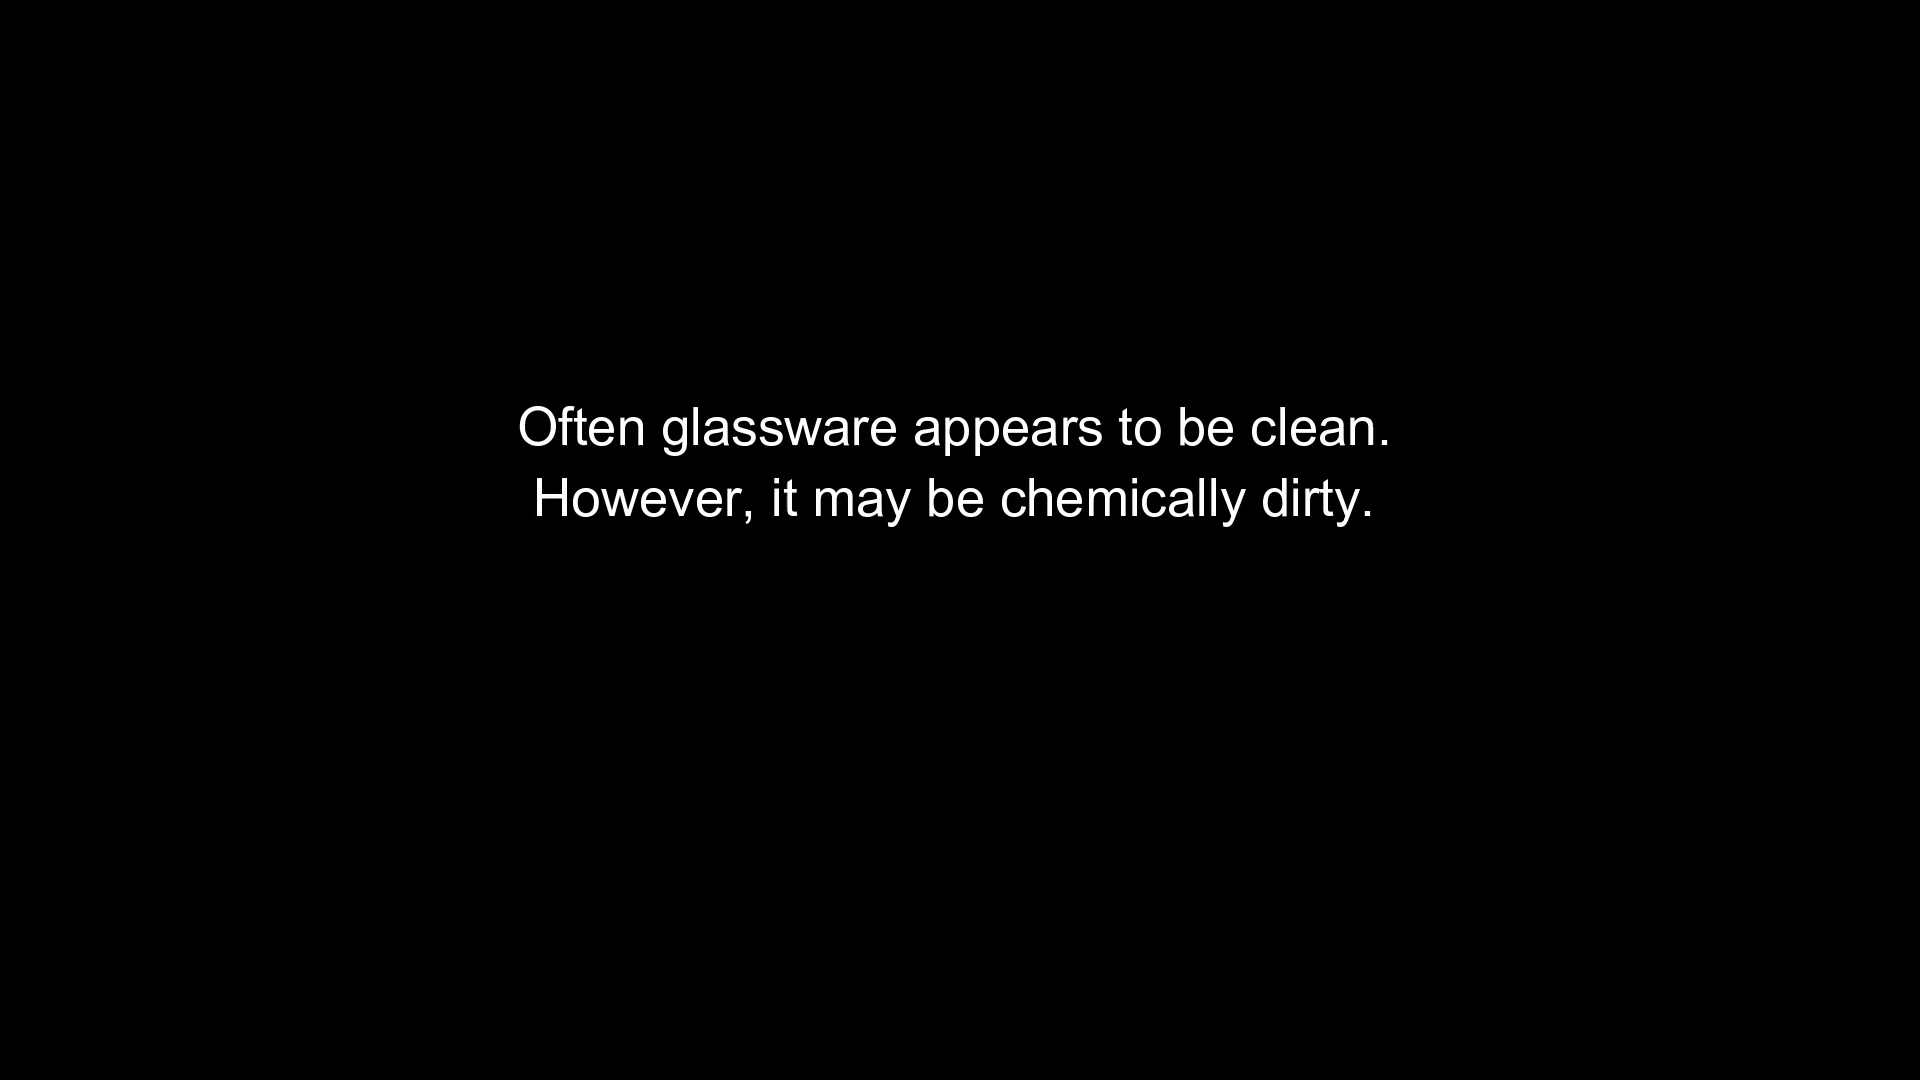 Often glassware appears to be clean.
However, it may be chemically dirty.